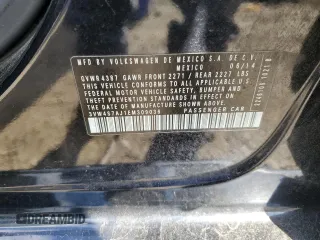 MFD BY VOLKSWAGEN DE MEXICO S.A. DE C.V.
MEXICO 06/14
GVWR 4387 GAWR FRONT 2271 / REAR 2227 LBS
THIS VEHICLE CONFORMS TO ALL APPLICABLE
FEDERAL MOTOR VEHICLE SAFETY, BUMPER AND
THEFT PREVENTION STANDARDS IN EFFECT ON
THE DATE OF MANUFACTURE SHOWN ABOVE
PASSENGER CAR
DREAMBID